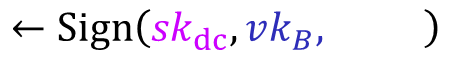 ← Sign(sk_dc, vk_B,      )